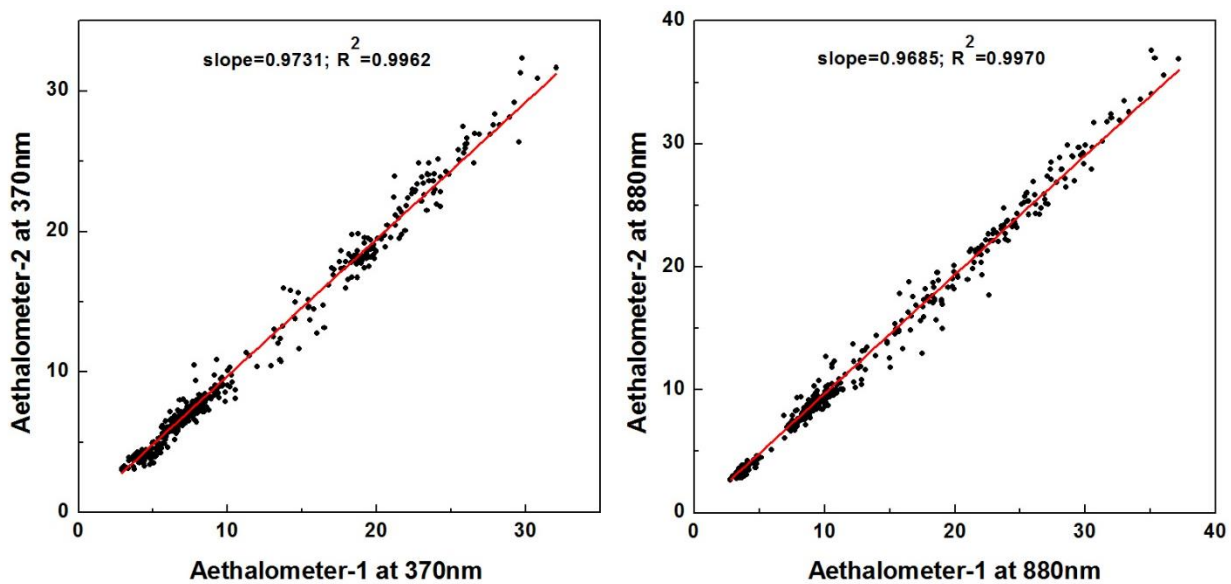 2
slope=0.9731; R =0.9962
30
20
10
0
0 10 20 30
Aethalometer-2 at 370nm
Aethalometer-1 at 370nm
2
slope=0.9685; R =0.9970
40
30
20
10
0
0 10 20 30 40
Aethalometer-2 at 880nm
Aethalometer-1 at 880nm